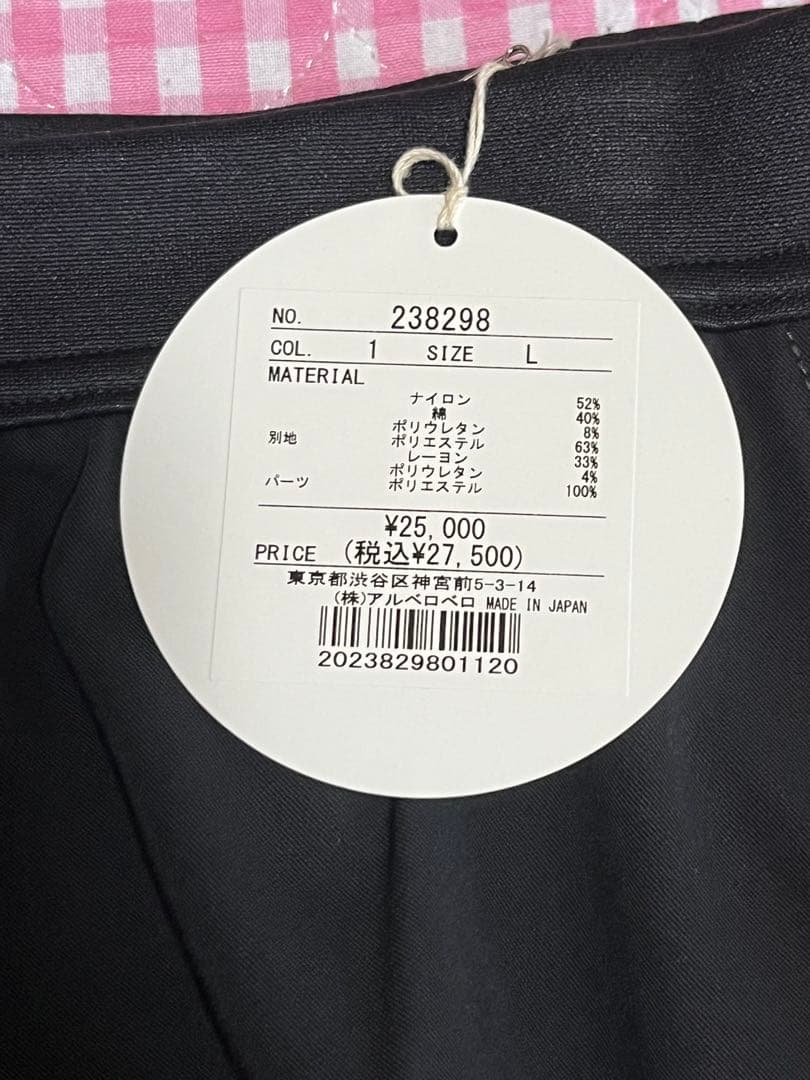 NO. 238298
COL. 1 SIZE L
MATERIAL
ナイロン 52%
綿 40%
ポリウレタン 8%
別地 ポリエステル 63%
レーヨン 33%
ポリウレタン 4%
パーツ ポリエステル 100%
¥25,000
PRICE (税込¥27,500)
東京都渋谷区神宮前5-3-14
(株)アルベロベロ MADE IN JAPAN
2023829801120